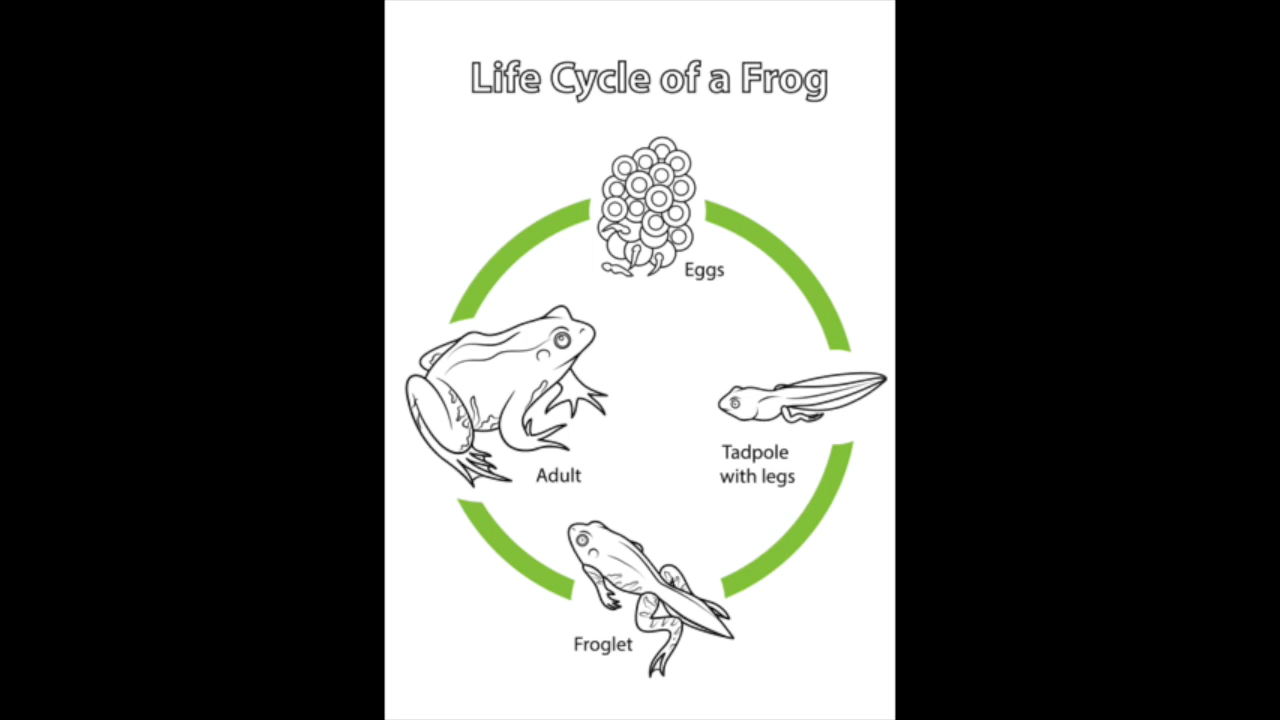 Life Cycle of a Frog
Eggs
Tadpole
with legs
Adult
Froglet